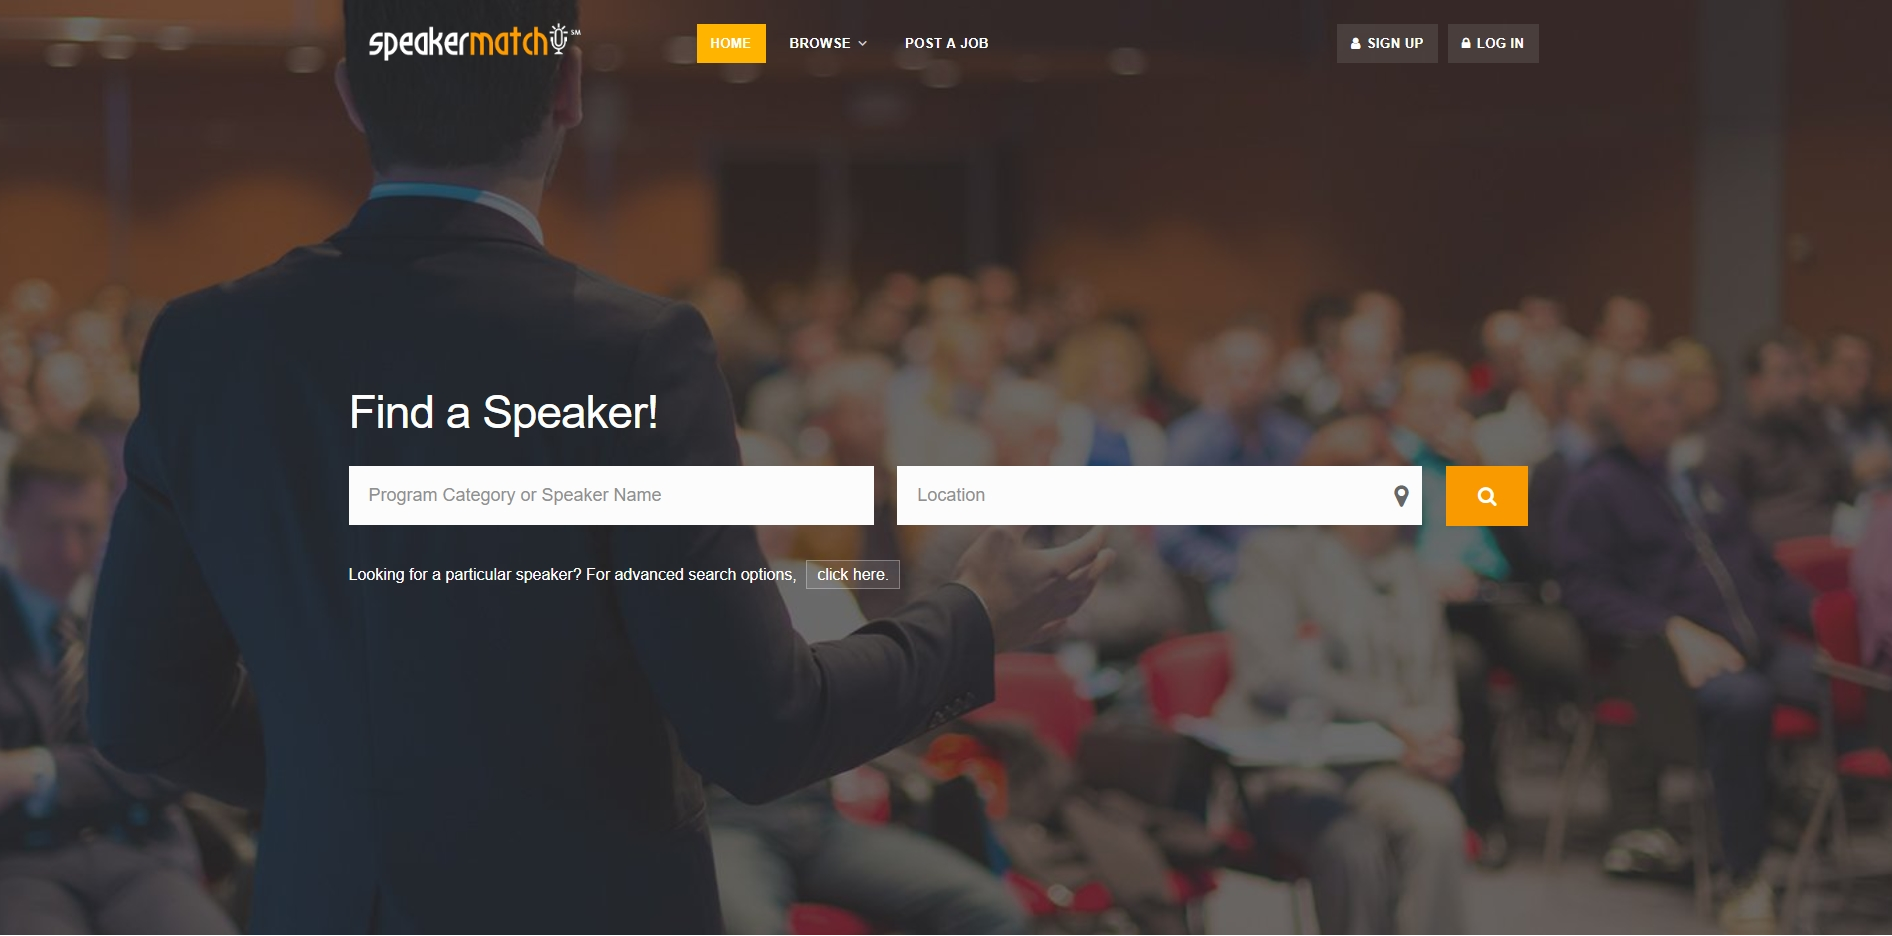 speakermatch SM
HOME BROWSE POST A JOB SIGN UP LOG IN
Find a Speaker!
Program Category or Speaker Name
Location
Looking for a particular speaker? For advanced search options, click here.